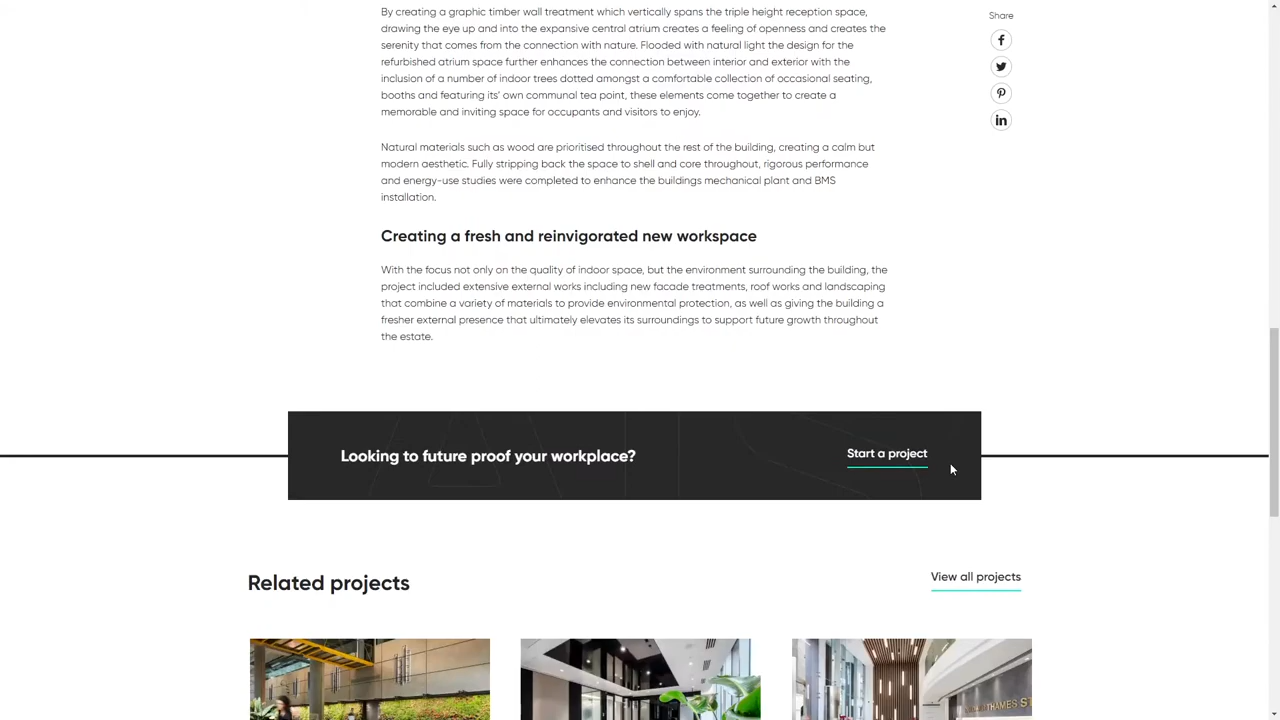 By creating a graphic timber wall treatment which vertically spans the triple height reception space,
drawing the eye up and into the expansive central atrium creates a feeling of openness and creates the
serenity that comes from the connection with nature. Flooded with natural light the design for the
refurbished atrium space further enhances the connection between interior and exterior with the
inclusion of a number of indoor trees dotted amongst a comfortable collection of occasional seating,
booths and featuring its' own communal tea point, these elements come together to create a
memorable and inviting space for occupants and visitors to enjoy.
Share
Natural materials such as wood are prioritised throughout the rest of the building, creating a calm but
modern aesthetic. Fully stripping back the space to shell and core throughout, rigorous performance
and energy-use studies were completed to enhance the buildings mechanical plant and BMS
installation.
Creating a fresh and reinvigorated new workspace
With the focus not only on the quality of indoor space, but the environment surrounding the building, the
project included extensive external works including new facade treatments, roof works and landscaping
that combine a variety of materials to provide environmental protection, as well as giving the building a
fresher external presence that ultimately elevates its surroundings to support future growth throughout
the estate.
Looking to future proof your workplace?
Start a project
Related projects
View all projects
THAMES ST